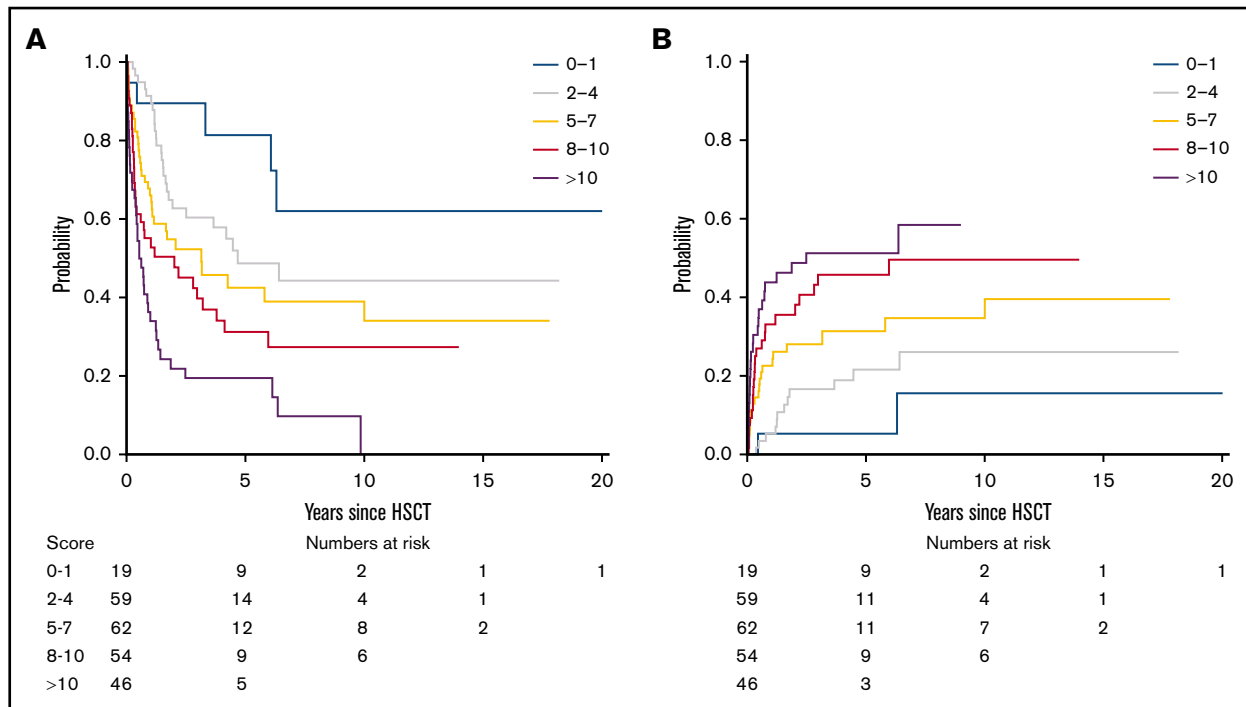 A
1.0
0.8
0.6
0.4
0.2
0.0
Probability
0–1
2–4
5–7
8–10
>10
0 5 10 15 20
Years since HSCT
B
1.0
0.8
0.6
0.4
0.2
0.0
Probability
0–1
2–4
5–7
8–10
>10
0 5 10 15 20
Years since HSCT
Score Numbers at risk
0-1 19 9 2 1 1
2-4 59 14 4 1
5-7 62 12 8 2
8-10 54 9 6
>10 46 5
Numbers at risk
19 9 2 1 1
59 11 4 1
62 11 7 2
54 9 6
46 3